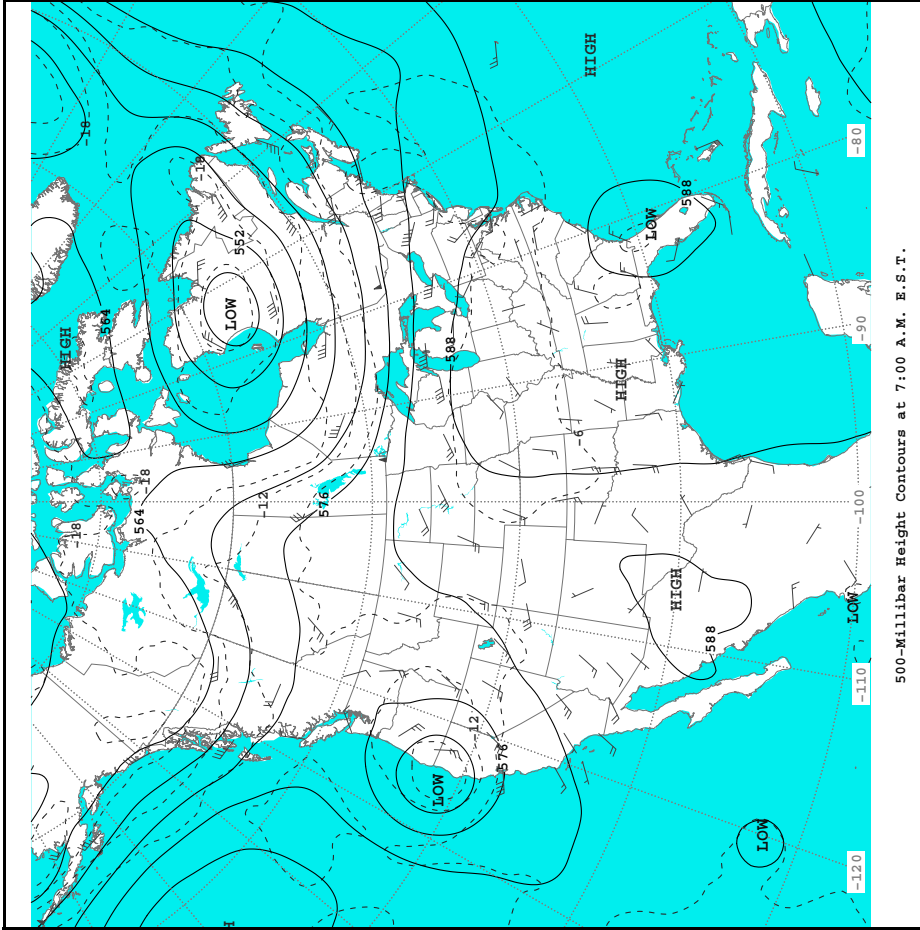 -18
HIGH
-18
564
564
-18
-18
H
LOW
552
-12
576
LOW
588
-12
576
-6
HIGH
HIGH
LOW
HIGH
588
588
LOW
LOW
-120
-110
-100
-90
-80
500-Millibar Height Contours at 7:00 A.M. E.S.T.